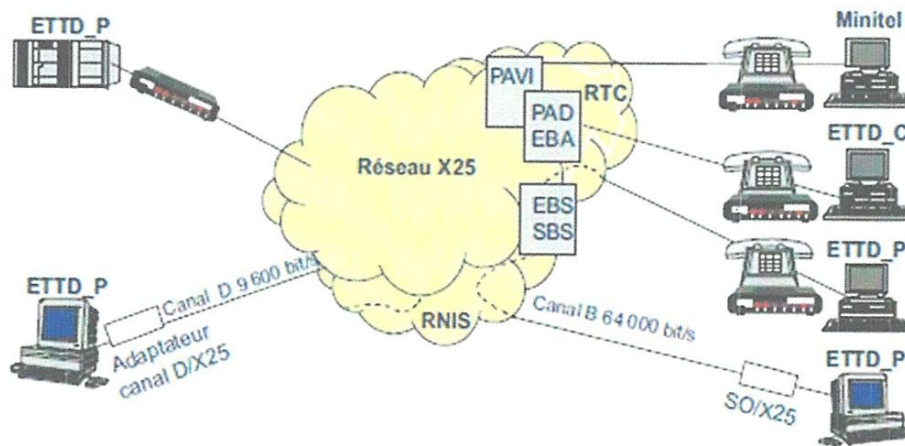 ETTD_P
Minitel
PAVI
RTC
PAD
EBA
ETTD_C
Réseau X25
EBS
SBS
ETTD_P
ETTD_P
Canal D 9 600 bit/s
Adaptateur
canal D/X25
RNIS
Canal B 64 000 bit/s
ETTD_P
SO/X25